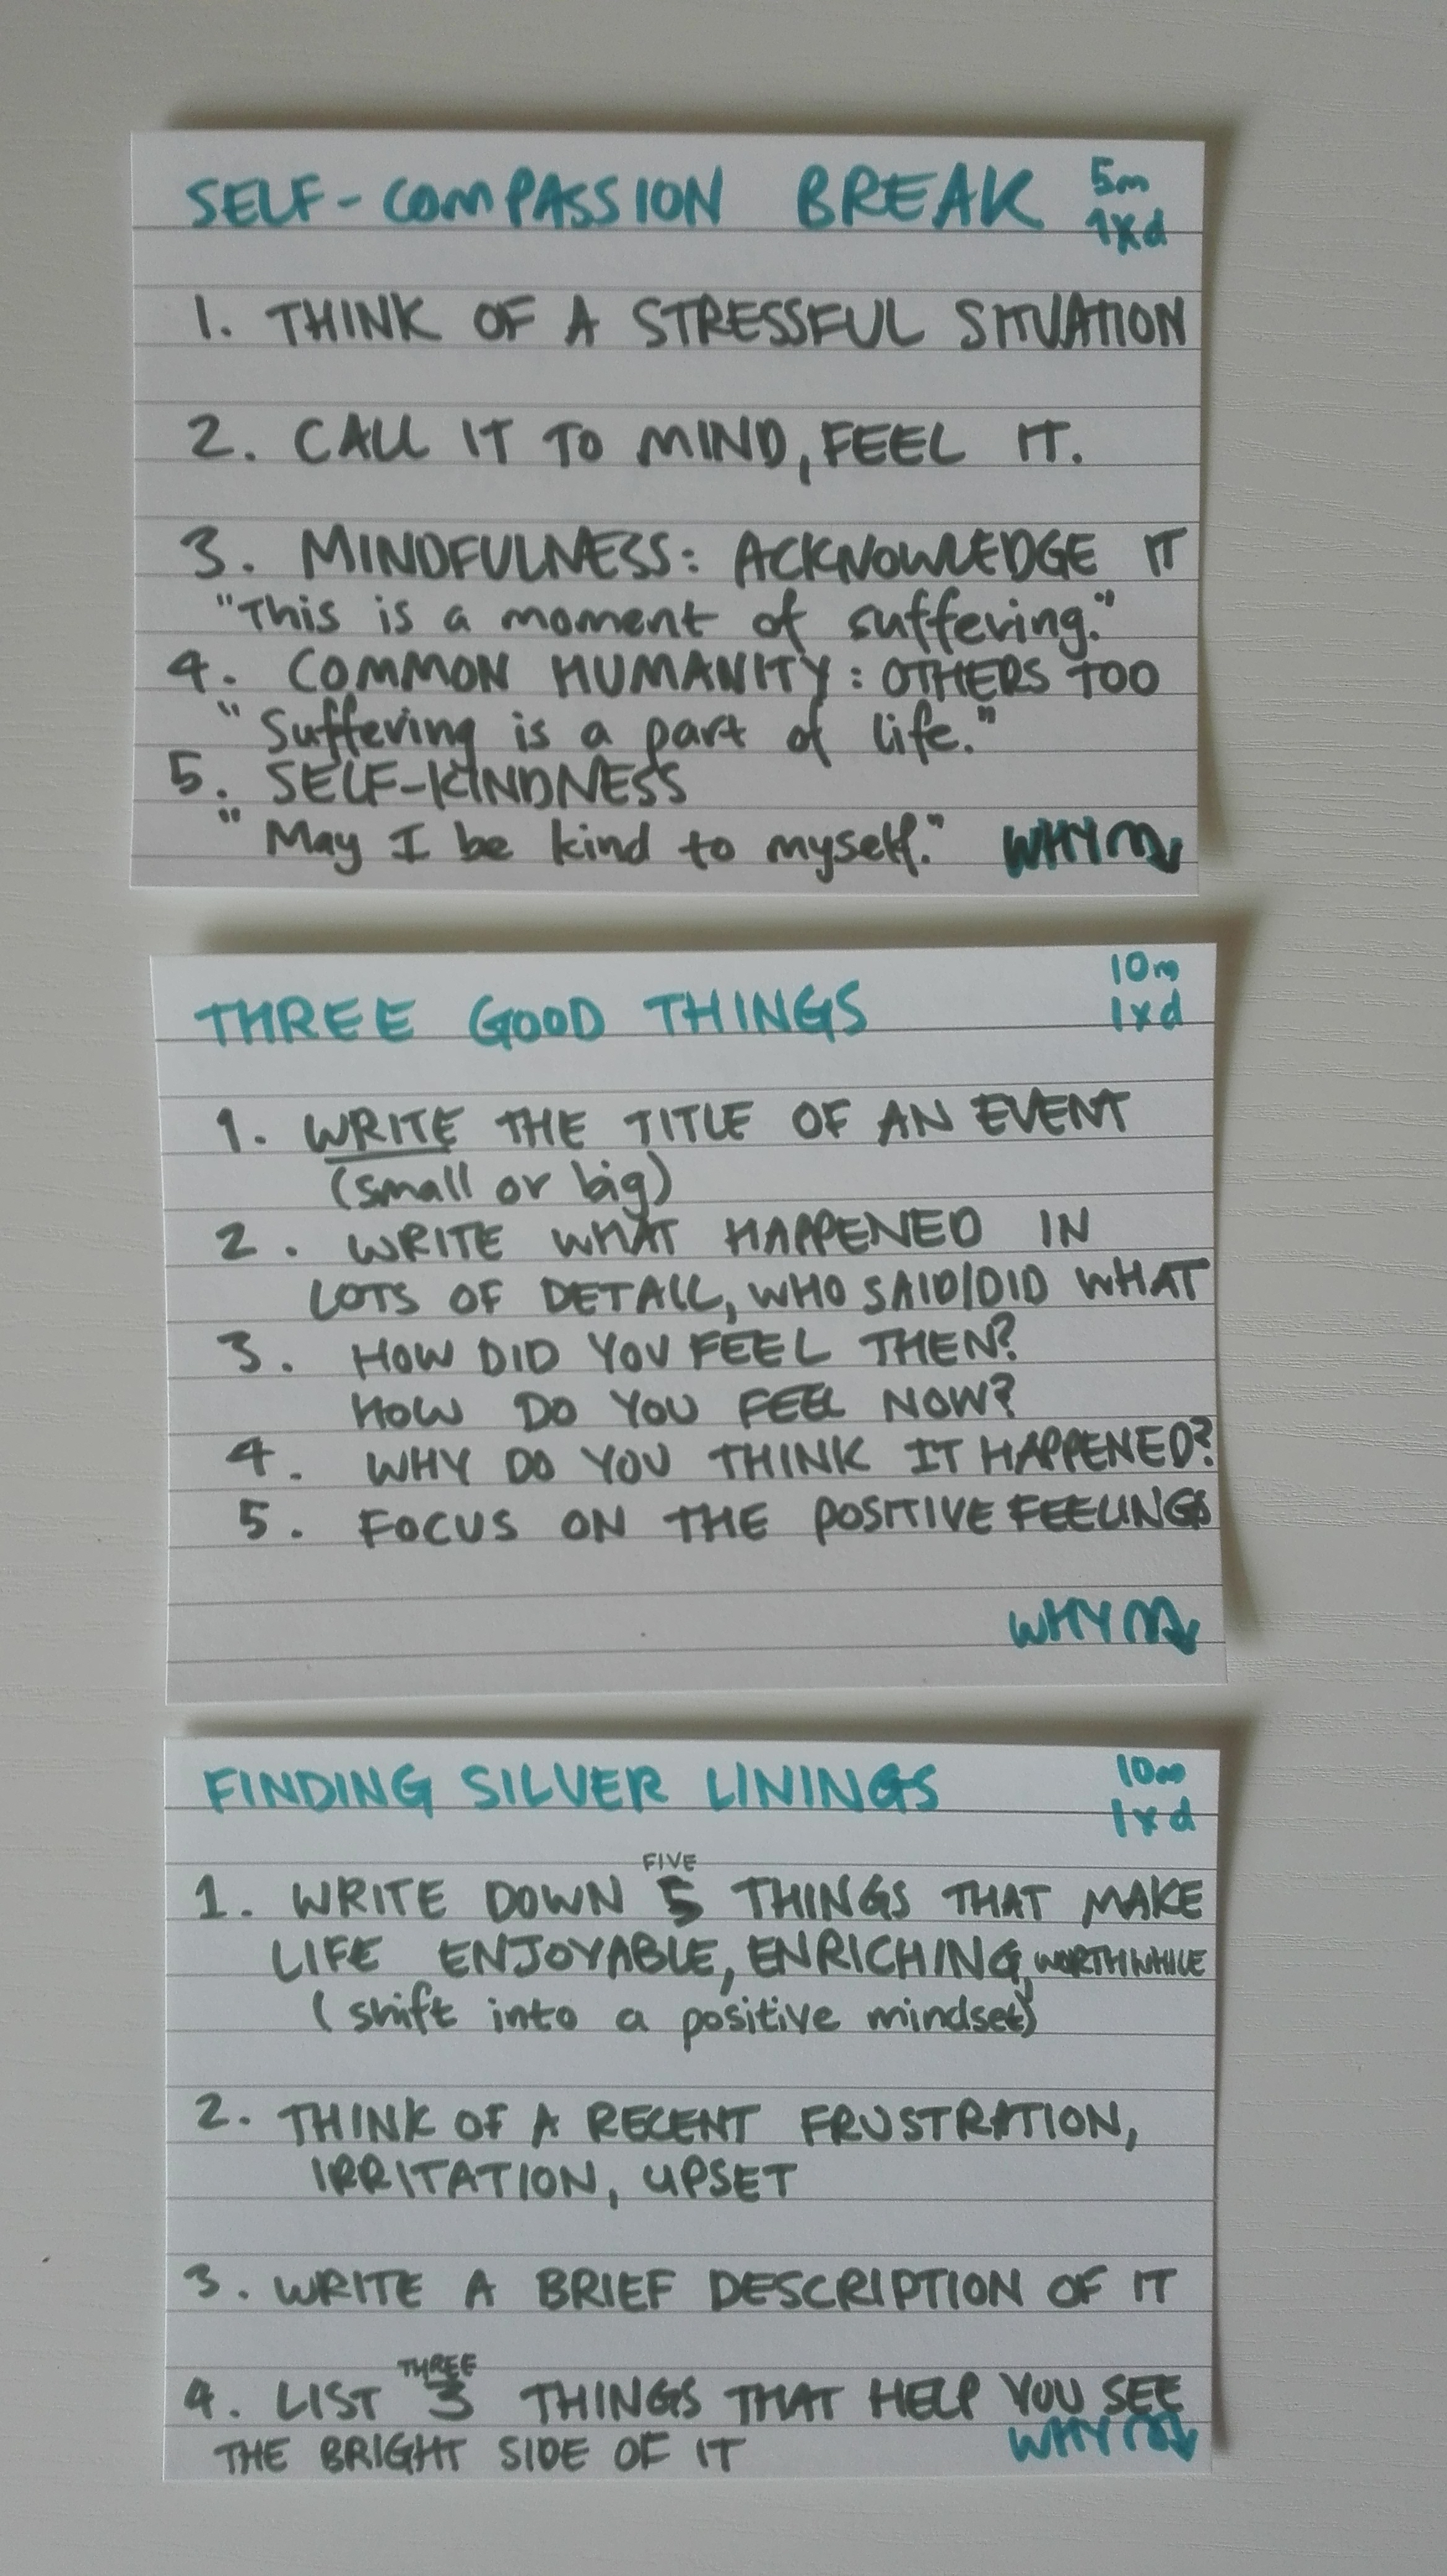 SELF-COMPASSION BREAK 5m
1xd
1. THINK OF A STRESSFUL SITUATION
2. CALL IT TO MIND, FEEL IT.
3. MINDFULNESS: ACKNOWLEDGE IT
"This is a moment of suffering."
4. COMMON HUMANITY: OTHERS TOO
"Suffering is a part of life."
5. SELF-KINDNESS
"May I be kind to myself." WHY
10m
THREE GOOD THINGS 1xd
1. WRITE THE TITLE OF AN EVENT
(small or big)
2. WRITE WHAT HAPPENED IN
LOTS OF DETAIL, WHO SAID/DID WHAT
3. HOW DID YOU FEEL THEN?
HOW DO YOU FEEL NOW?
4. WHY DO YOU THINK IT HAPPENED?
5. FOCUS ON THE POSITIVE FEELINGS
WHY
FINDING SILVER LININGS 10m
1xd
FIVE
1. WRITE DOWN 5 THINGS THAT MAKE
LIFE ENJOYABLE, ENRICHING, WORTHWHILE
(shift into a positive mindset)
2. THINK OF A RECENT FRUSTRATION,
IRRITATION, UPSET
3. WRITE A BRIEF DESCRIPTION OF IT
THREE
4. LIST 3 THINGS THAT HELP YOU SEE
THE BRIGHT SIDE OF IT WHY